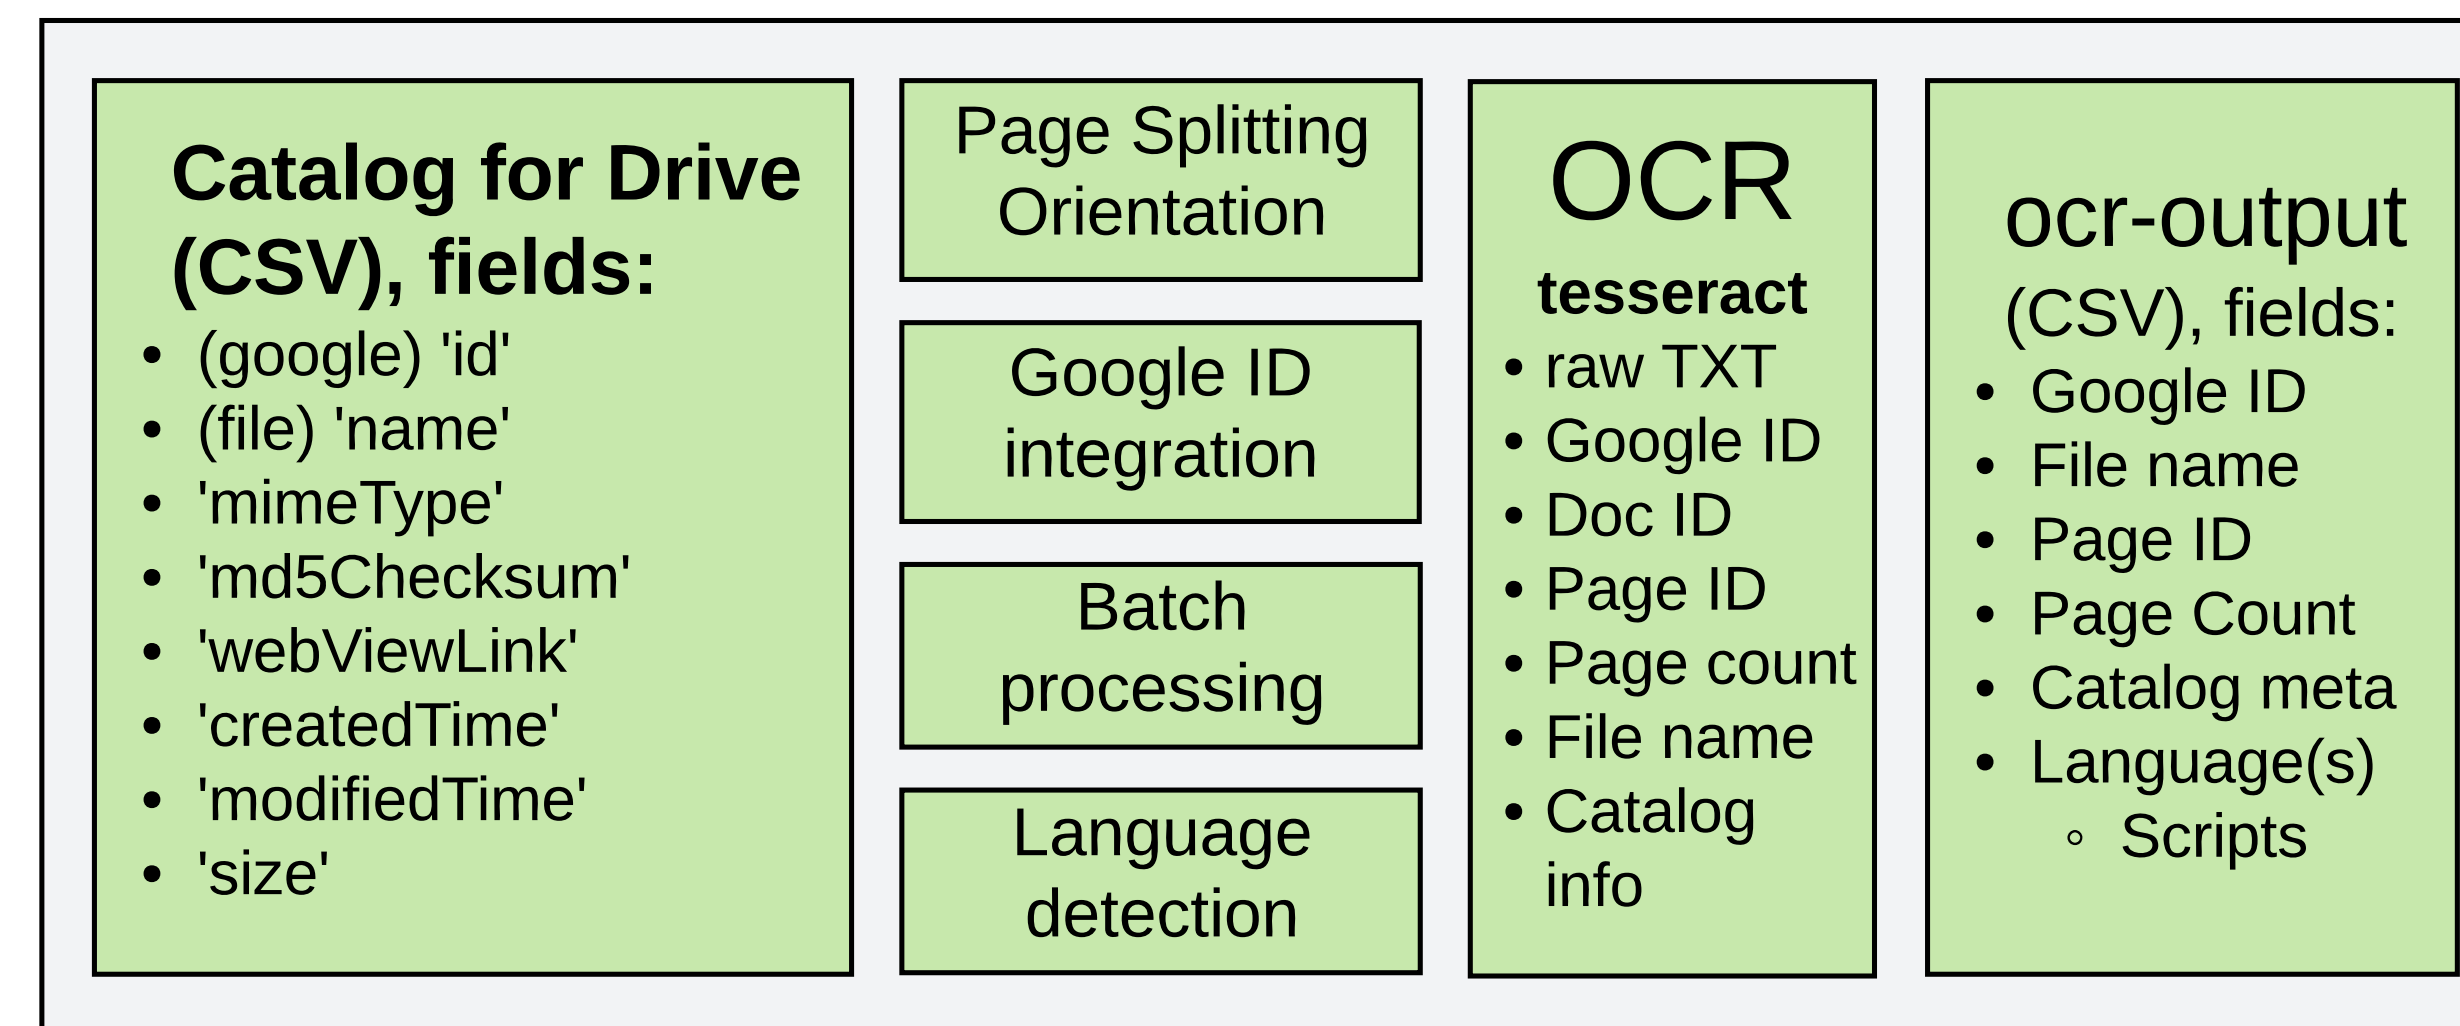 Catalog for Drive
(CSV), fields:
• (google) 'id'
• (file) 'name'
• 'mimeType'
• 'md5Checksum'
• 'webViewLink'
• 'createdTime'
• 'modifiedTime'
• 'size'
Page Splitting
Orientation
Google ID
integration
Batch
processing
Language
detection
OCR
tesseract
• raw TXT
• Google ID
• Doc ID
• Page ID
• Page count
• File name
• Catalog
info
ocr-output
(CSV), fields:
• Google ID
• File name
• Page ID
• Page Count
• Catalog meta
• Language(s)
◦ Scripts